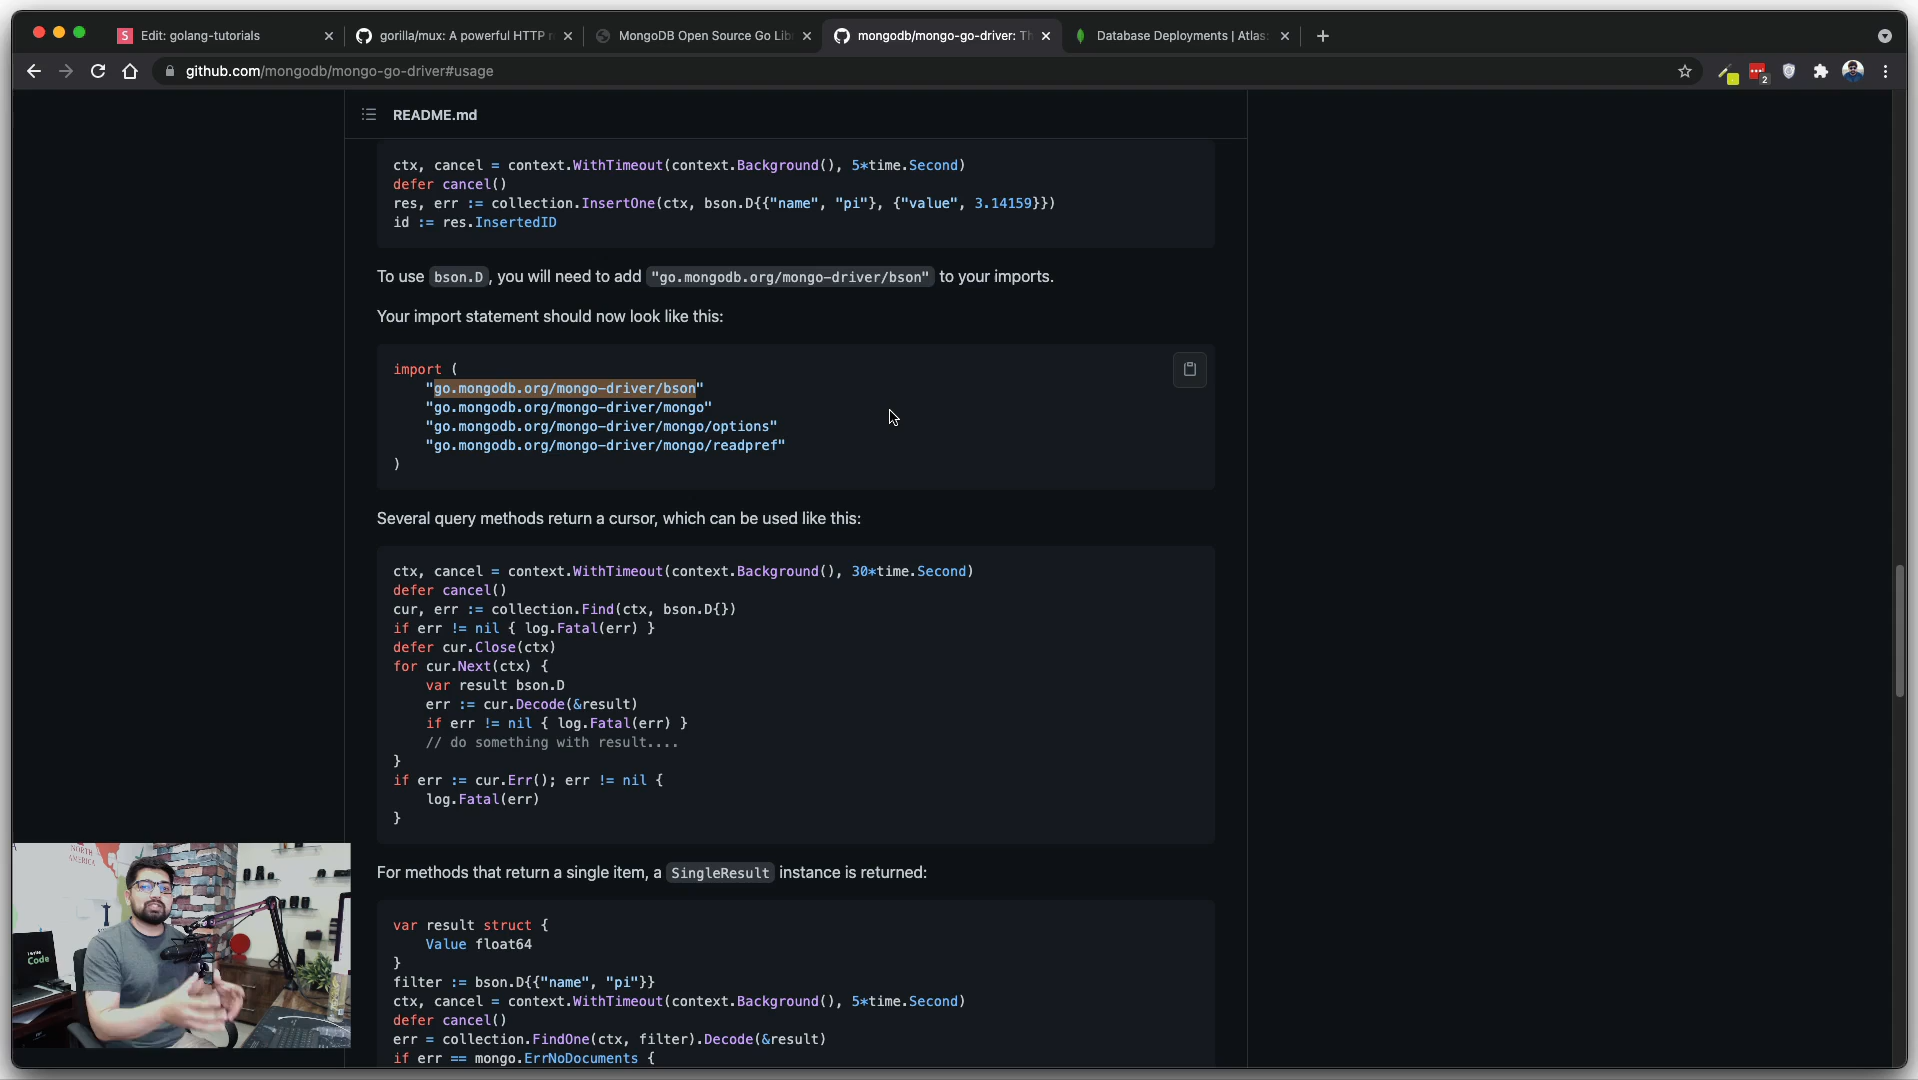 S Edit: golang-tutorials
gorilla/mux: A powerful HTTP r
MongoDB Open Source Go Lib
mongodb/mongo-go-driver: Th
Database Deployments | Atlas:
github.com/mongodb/mongo-go-driver#usage
2
README.md
ctx, cancel = context.WithTimeout(context.Background(), 5*time.Second)
defer cancel()
res, err := collection.InsertOne(ctx, bson.D{{"name", "pi"}, {"value", 3.14159}})
id := res.InsertedID
To use bson.D, you will need to add "go.mongodb.org/mongo-driver/bson" to your imports.
Your import statement should now look like this:
import (
"go.mongodb.org/mongo-driver/bson"
"go.mongodb.org/mongo-driver/mongo"
"go.mongodb.org/mongo-driver/mongo/options"
"go.mongodb.org/mongo-driver/mongo/readpref"
)
Several query methods return a cursor, which can be used like this:
ctx, cancel = context.WithTimeout(context.Background(), 30*time.Second)
defer cancel()
cur, err := collection.Find(ctx, bson.D{})
if err != nil { log.Fatal(err) }
defer cur.Close(ctx)
for cur.Next(ctx) {
var result bson.D
err := cur.Decode(&result)
if err != nil { log.Fatal(err) }
// do something with result....
}
if err := cur.Err(); err != nil {
log.Fatal(err)
}
For methods that return a single item, a SingleResult instance is returned:
var result struct {
Value float64
}
filter := bson.D{{"name", "pi"}}
ctx, cancel = context.WithTimeout(context.Background(), 5*time.Second)
defer cancel()
err = collection.FindOne(ctx, filter).Decode(&result)
if err == mongo.ErrNoDocuments {
NORTH
AMERICA
I Write
Code